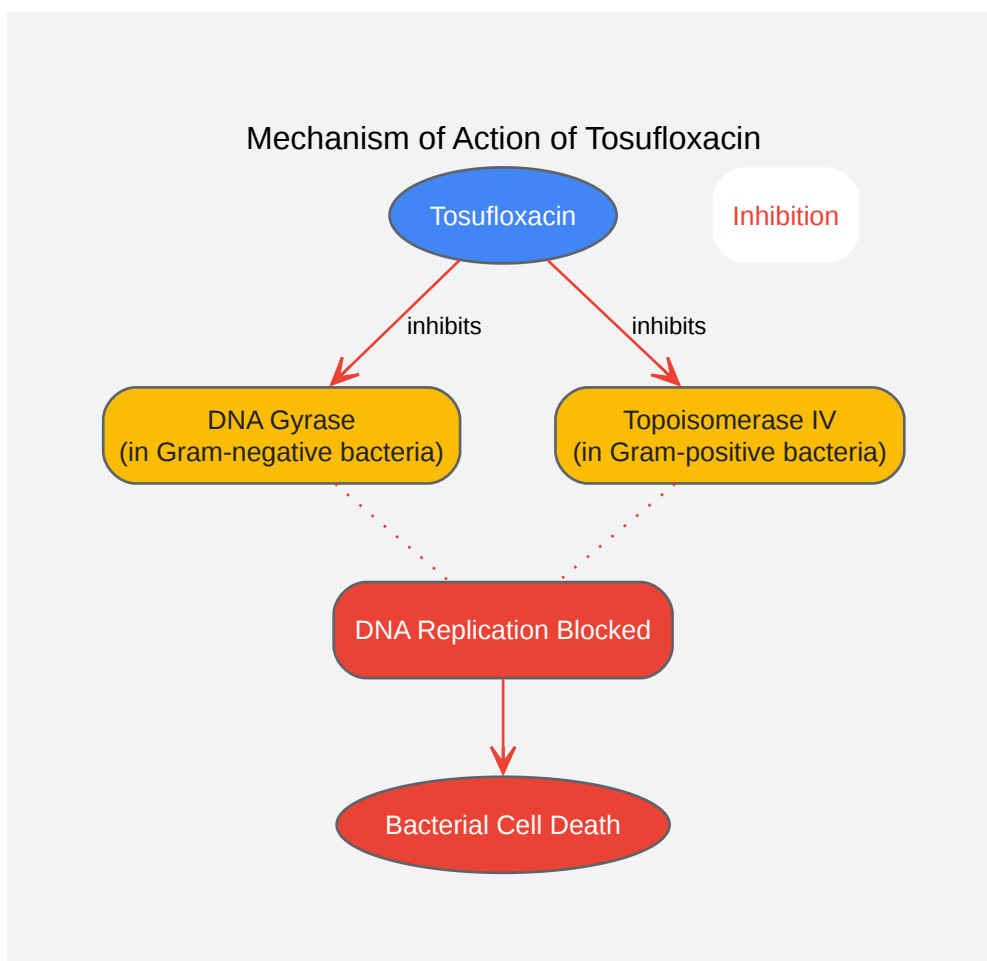 Mechanism of Action of Tosufloxacin
Tosufloxacin
Inhibition
inhibits
inhibits
DNA Gyrase
(in Gram-negative bacteria)
Topoisomerase IV
(in Gram-positive bacteria)
DNA Replication Blocked
Bacterial Cell Death